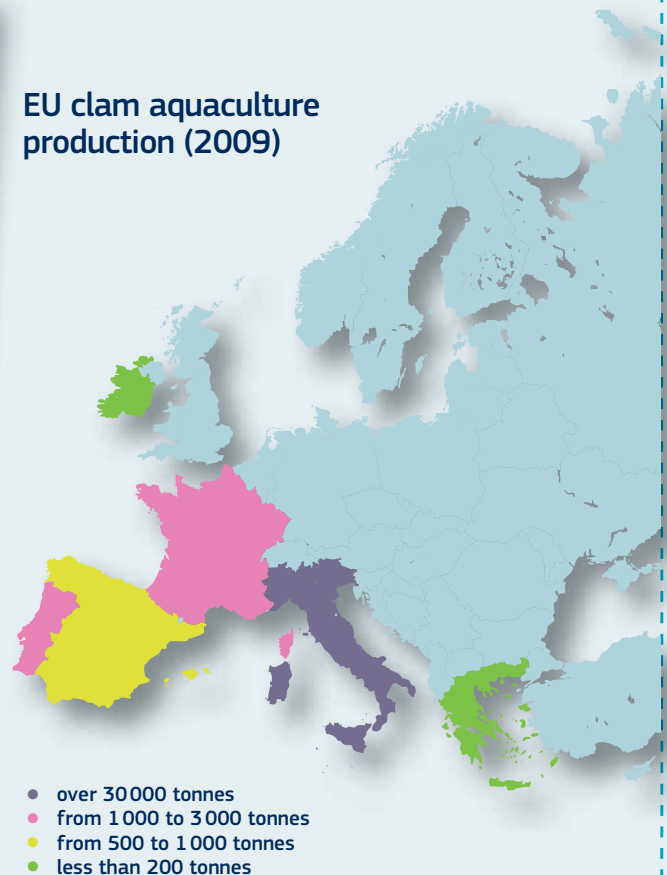 EU clam aquaculture
production (2009)
over 30 000 tonnes
from 1 000 to 3 000 tonnes
from 500 to 1 000 tonnes
less than 200 tonnes